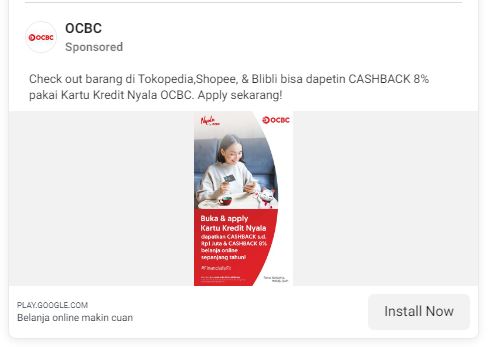 OCBC
OCBC
Sponsored
Check out barang di Tokopedia,Shopee, & Blibli bisa dapetin CASHBACK 8%
pakai Kartu Kredit Nyala OCBC. Apply sekarang!
Nyala
OCBC
Buka & apply
Kartu Kredit Nyala
dapatkan CASHBACK s.d.
Rp1 Juta & CASHBACK 8%
belanja online
sepanjang tahun!
PLAY.GOOGLE.COM
Belanja online makin cuan
Install Now